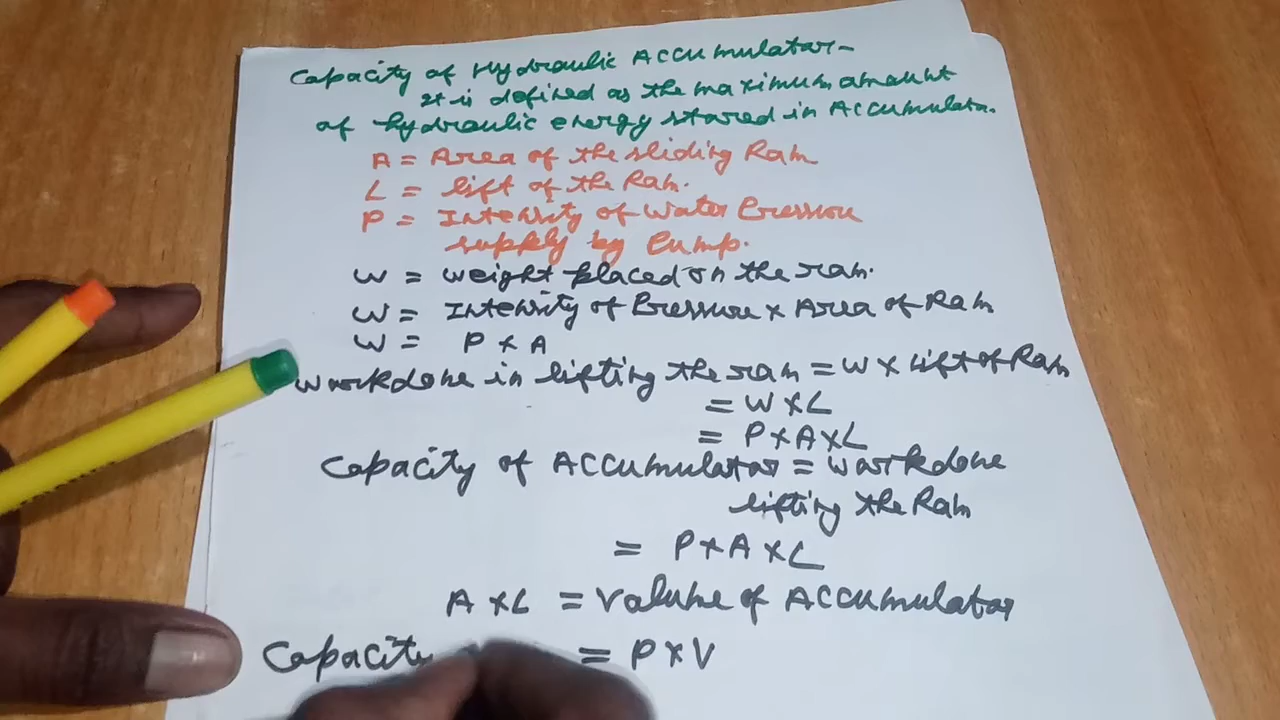 Capacity of Hydraulic Accumulator-
It is defined as the maximum amount
of hydraulic energy stored in Accumulator.
A = Area of the sliding Ram
L = lift of the Ram.
P = Intensity of Water Pressure
supply by Pump.
W = weight placed on the ram.
W = Intensity of Pressure × Area of Ram
W = P × A
Workdone in lifting the ram = W × Lift of Ram
= W × L
= P × A × L
Capacity of Accumulator = workdone
lifting the Ram
= P × A × L
A × L = Volume of Accumulator
Capacity = P × V